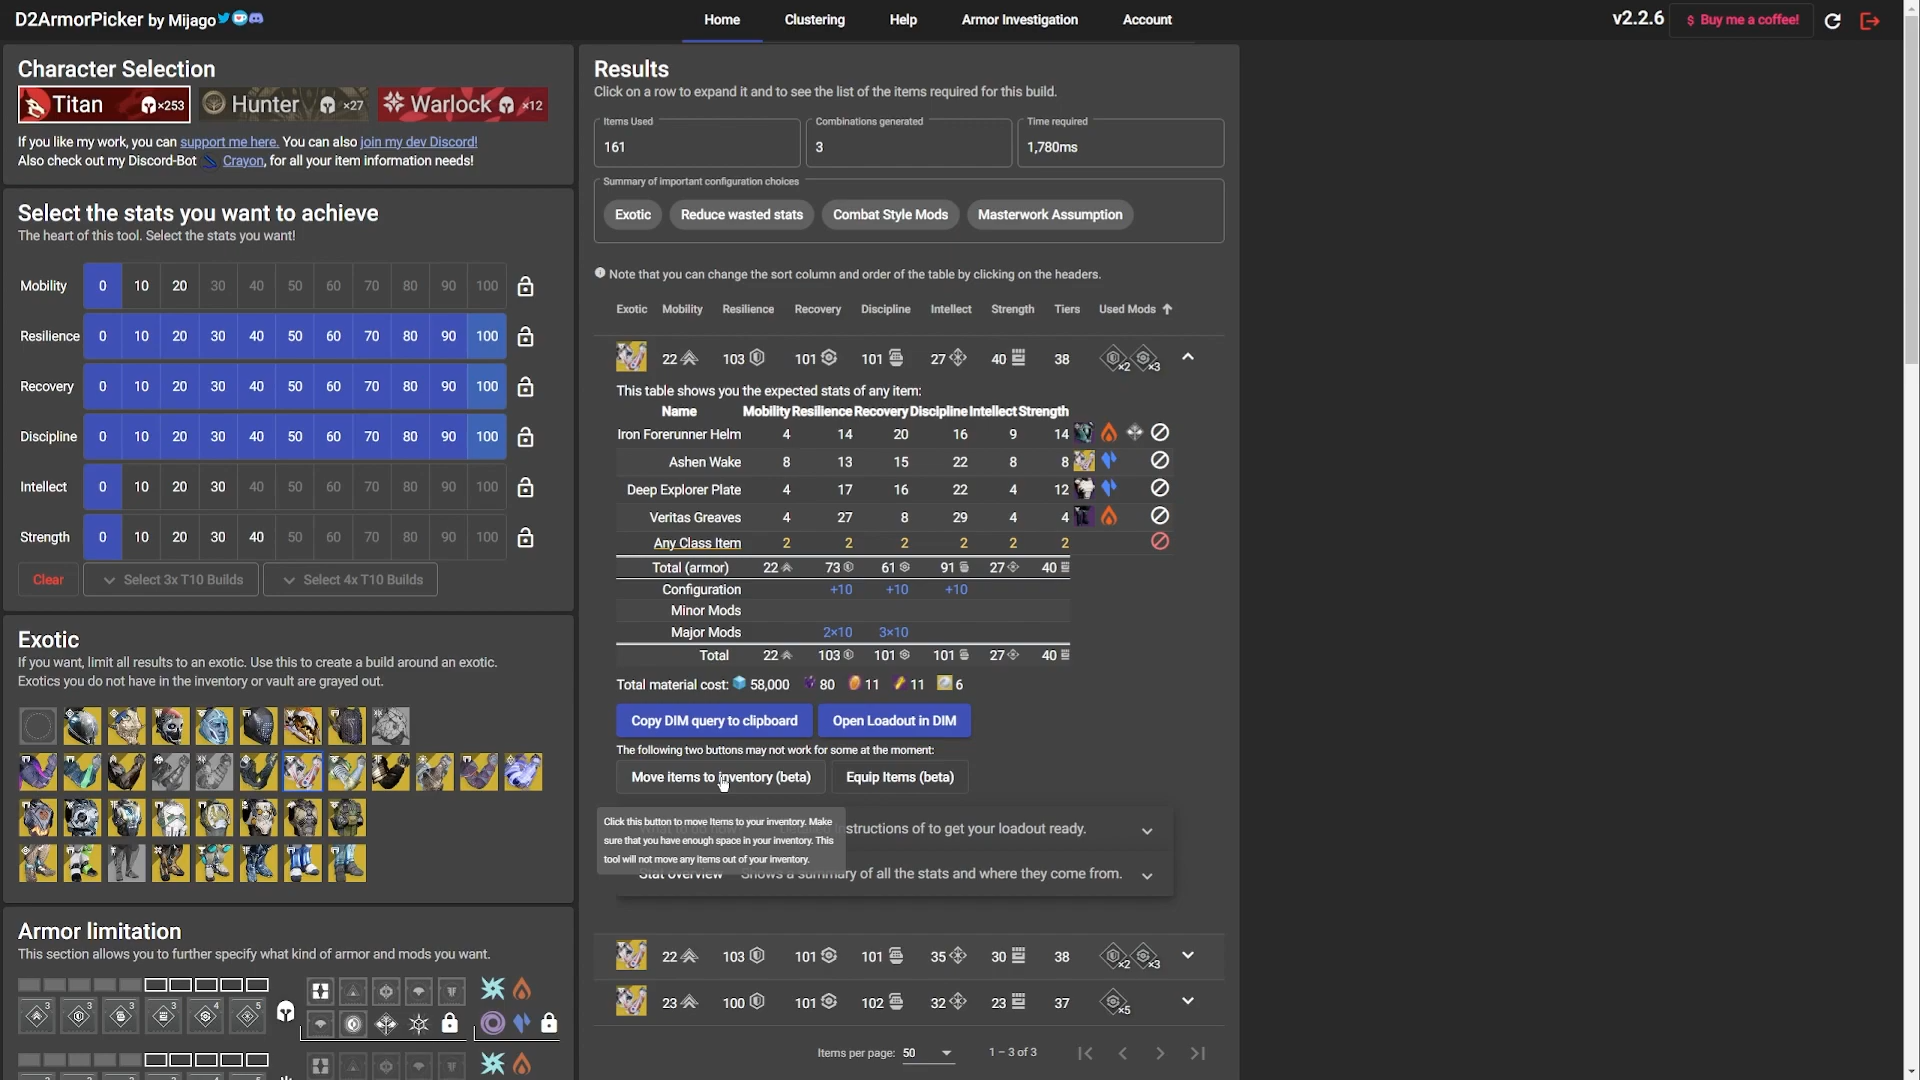 D2ArmorPicker by Mijago
Home Clustering Help Armor Investigation Account
v2.2.6 $ Buy me a coffee!
Character Selection
Titan ×253 Hunter ×27 Warlock ×12
If you like my work, you can support me here. You can also join my dev Discord!
Also check out my Discord-Bot Crayon, for all your item information needs!
Select the stats you want to achieve
The heart of this tool. Select the stats you want!
Mobility 0 10 20 30 40 50 60 70 80 90 100
Resilience 0 10 20 30 40 50 60 70 80 90 100
Recovery 0 10 20 30 40 50 60 70 80 90 100
Discipline 0 10 20 30 40 50 60 70 80 90 100
Intellect 0 10 20 30 40 50 60 70 80 90 100
Strength 0 10 20 30 40 50 60 70 80 90 100
Clear Select 3x T10 Builds Select 4x T10 Builds
Exotic
If you want, limit all results to an exotic. Use this to create a build around an exotic.
Exotics you do not have in the inventory or vault are grayed out.
Armor limitation
This section allows you to further specify what kind of armor and mods you want.
3 3 3 3 4 5
Results
Click on a row to expand it and to see the list of the items required for this build.
Items Used Combinations generated Time required
161 3 1,780ms
Summary of important configuration choices
Exotic Reduce wasted stats Combat Style Mods Masterwork Assumption
Note that you can change the sort column and order of the table by clicking on the headers.
Exotic Mobility Resilience Recovery Discipline Intellect Strength Tiers Used Mods
22 103 101 101 27 40 38 ×2 ×3
This table shows you the expected stats of any item:
Name Mobility Resilience Recovery Discipline Intellect Strength
Iron Forerunner Helm 4 14 20 16 9 14
Ashen Wake 8 13 15 22 8 8
Deep Explorer Plate 4 17 16 22 4 12
Veritas Greaves 4 27 8 29 4 4
Any Class Item 2 2 2 2 2 2
Total (armor) 22 73 61 91 27 40
Configuration +10 +10 +10
Minor Mods
Major Mods 2×10 3×10
Total 22 103 101 101 27 40
Total material cost: 58,000 80 11 11 6
Copy DIM query to clipboard Open Loadout in DIM
The following two buttons may not work for some at the moment:
Move items to inventory (beta) Equip Items (beta)
Click this button to move Items to your inventory. Make
sure that you have enough space in your inventory. This
tool will not move any items out of your inventory.
structions of to get your loadout ready.
Stat overview Shows a summary of all the stats and where they come from.
22 103 101 101 35 30 38 ×2 ×3
23 100 101 102 32 23 37 ×5
Items per page: 50 1 – 3 of 3